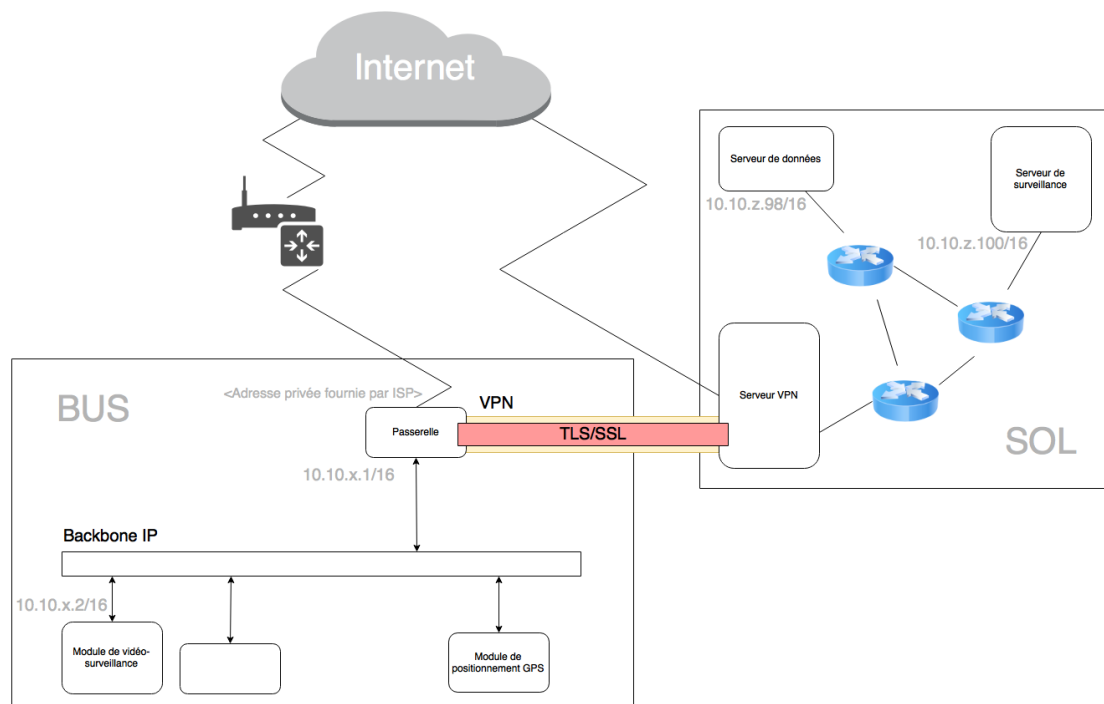 Internet
Serveur de données
Serveur de
surveillance
10.10.z.98/16
10.10.z.100/16
<Adresse privée fournie par ISP>
BUS
VPN
Serveur VPN
Passerelle
TLS/SSL
SOL
10.10.x.1/16
Backbone IP
10.10.x.2/16
Module de vidéo-
surveillance
Module de
positionnement GPS